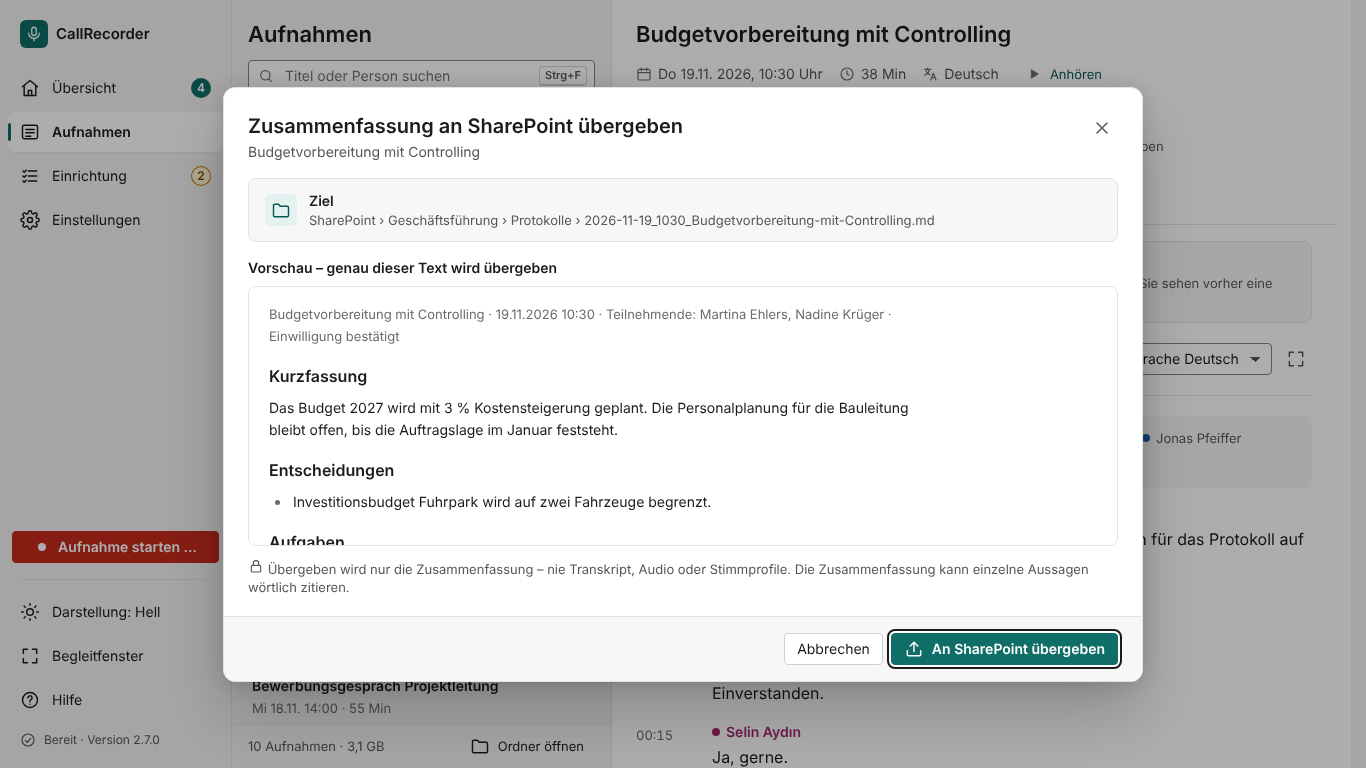 CallRecorder
Übersicht
4
Aufnahmen
Einrichtung
2
Einstellungen
Aufnahme starten ...
Darstellung: Hell
Begleitfenster
Hilfe
Bereit · Version 2.7.0
Aufnahmen
Titel oder Person suchen
Strg+F
Bewerbungsgespräch Projektleitung
Mi 18.11. 14:00 · 55 Min
10 Aufnahmen · 3,1 GB
Ordner öffnen
Budgetvorbereitung mit Controlling
Do 19.11. 2026, 10:30 Uhr
38 Min
Deutsch
Anhören
Sie sehen vorher eine
Deutsch
Jonas Pfeiffer
für das Protokoll auf
Einverstanden.
00:15
Selin Aydın
Ja, gerne.
Zusammenfassung an SharePoint übergeben
Budgetvorbereitung mit Controlling
Ziel
SharePoint › Geschäftsführung › Protokolle › 2026-11-19_1030_Budgetvorbereitung-mit-Controlling.md
Vorschau – genau dieser Text wird übergeben
Budgetvorbereitung mit Controlling · 19.11.2026 10:30 · Teilnehmende: Martina Ehlers, Nadine Krüger ·
Einwilligung bestätigt
Kurzfassung
Das Budget 2027 wird mit 3 % Kostensteigerung geplant. Die Personalplanung für die Bauleitung
bleibt offen, bis die Auftragslage im Januar feststeht.
Entscheidungen
Investitionsbudget Fuhrpark wird auf zwei Fahrzeuge begrenzt.
Aufgaben
Übergeben wird nur die Zusammenfassung – nie Transkript, Audio oder Stimmprofile. Die Zusammenfassung kann einzelne Aussagen
wörtlich zitieren.
Abbrechen
An SharePoint übergeben